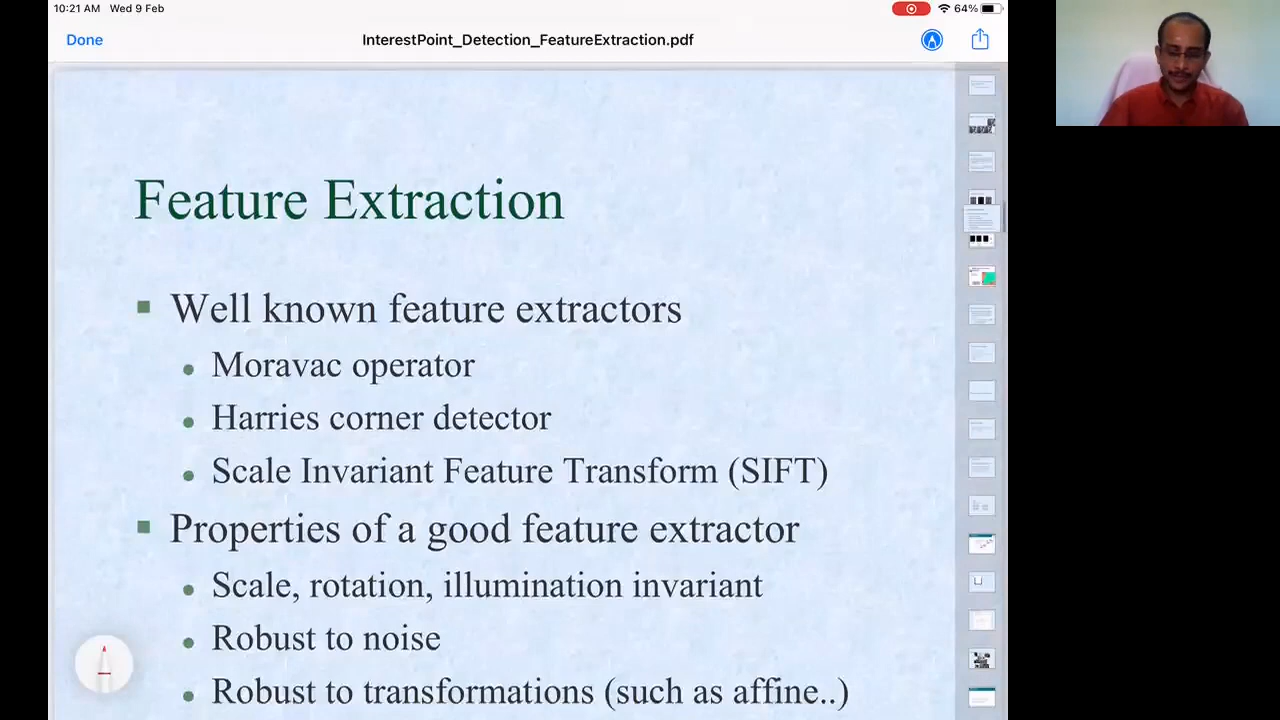 10:21 AM Wed 9 Feb
64%
Done
InterestPoint_Detection_FeatureExtraction.pdf
Feature Extraction
Well known feature extractors
Moravac operator
Harries corner detector
Scale Invariant Feature Transform (SIFT)
Properties of a good feature extractor
Scale, rotation, illumination invariant
Robust to noise
Robust to transformations (such as affine..)